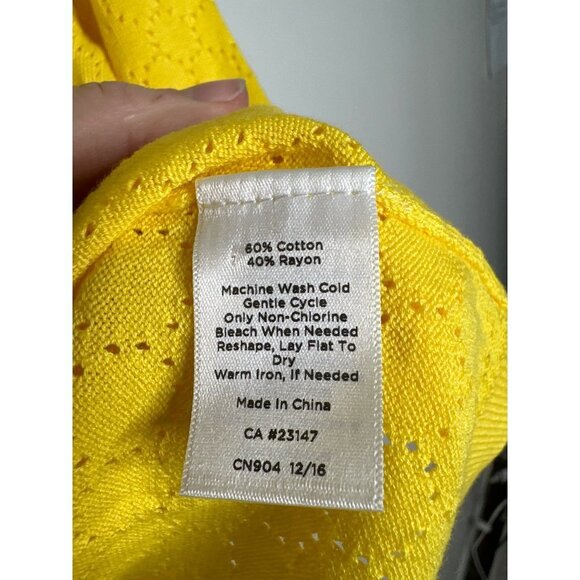 60% Cotton
40% Rayon
Machine Wash Cold
Gentle Cycle
Only Non-Chlorine
Bleach When Needed
Reshape, Lay Flat To
Dry
Warm Iron, If Needed
Made In China
CA #23147
CN904 12/16